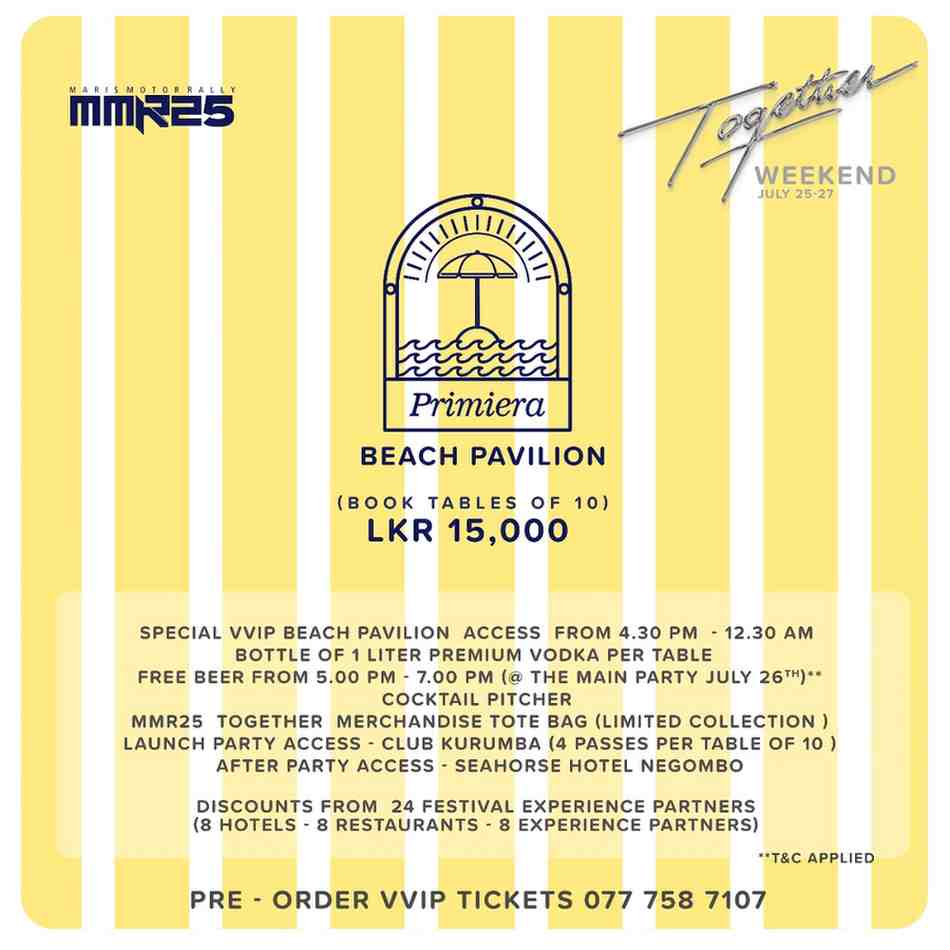 MARIS MOTOR RALLY
MMR25
Together
WEEKEND
JULY 25-27
Primiera
BEACH PAVILION
(BOOK TABLES OF 10)
LKR 15,000
SPECIAL VVIP BEACH PAVILION ACCESS FROM 4.30 PM - 12.30 AM
BOTTLE OF 1 LITER PREMIUM VODKA PER TABLE
FREE BEER FROM 5.00 PM - 7.00 PM (@ THE MAIN PARTY JULY 26TH)**
COCKTAIL PITCHER
MMR25 TOGETHER MERCHANDISE TOTE BAG (LIMITED COLLECTION )
LAUNCH PARTY ACCESS - CLUB KURUMBA (4 PASSES PER TABLE OF 10 )
AFTER PARTY ACCESS - SEAHORSE HOTEL NEGOMBO
DISCOUNTS FROM 24 FESTIVAL EXPERIENCE PARTNERS
(8 HOTELS - 8 RESTAURANTS - 8 EXPERIENCE PARTNERS)
**T&C APPLIED
PRE - ORDER VVIP TICKETS 077 758 7107